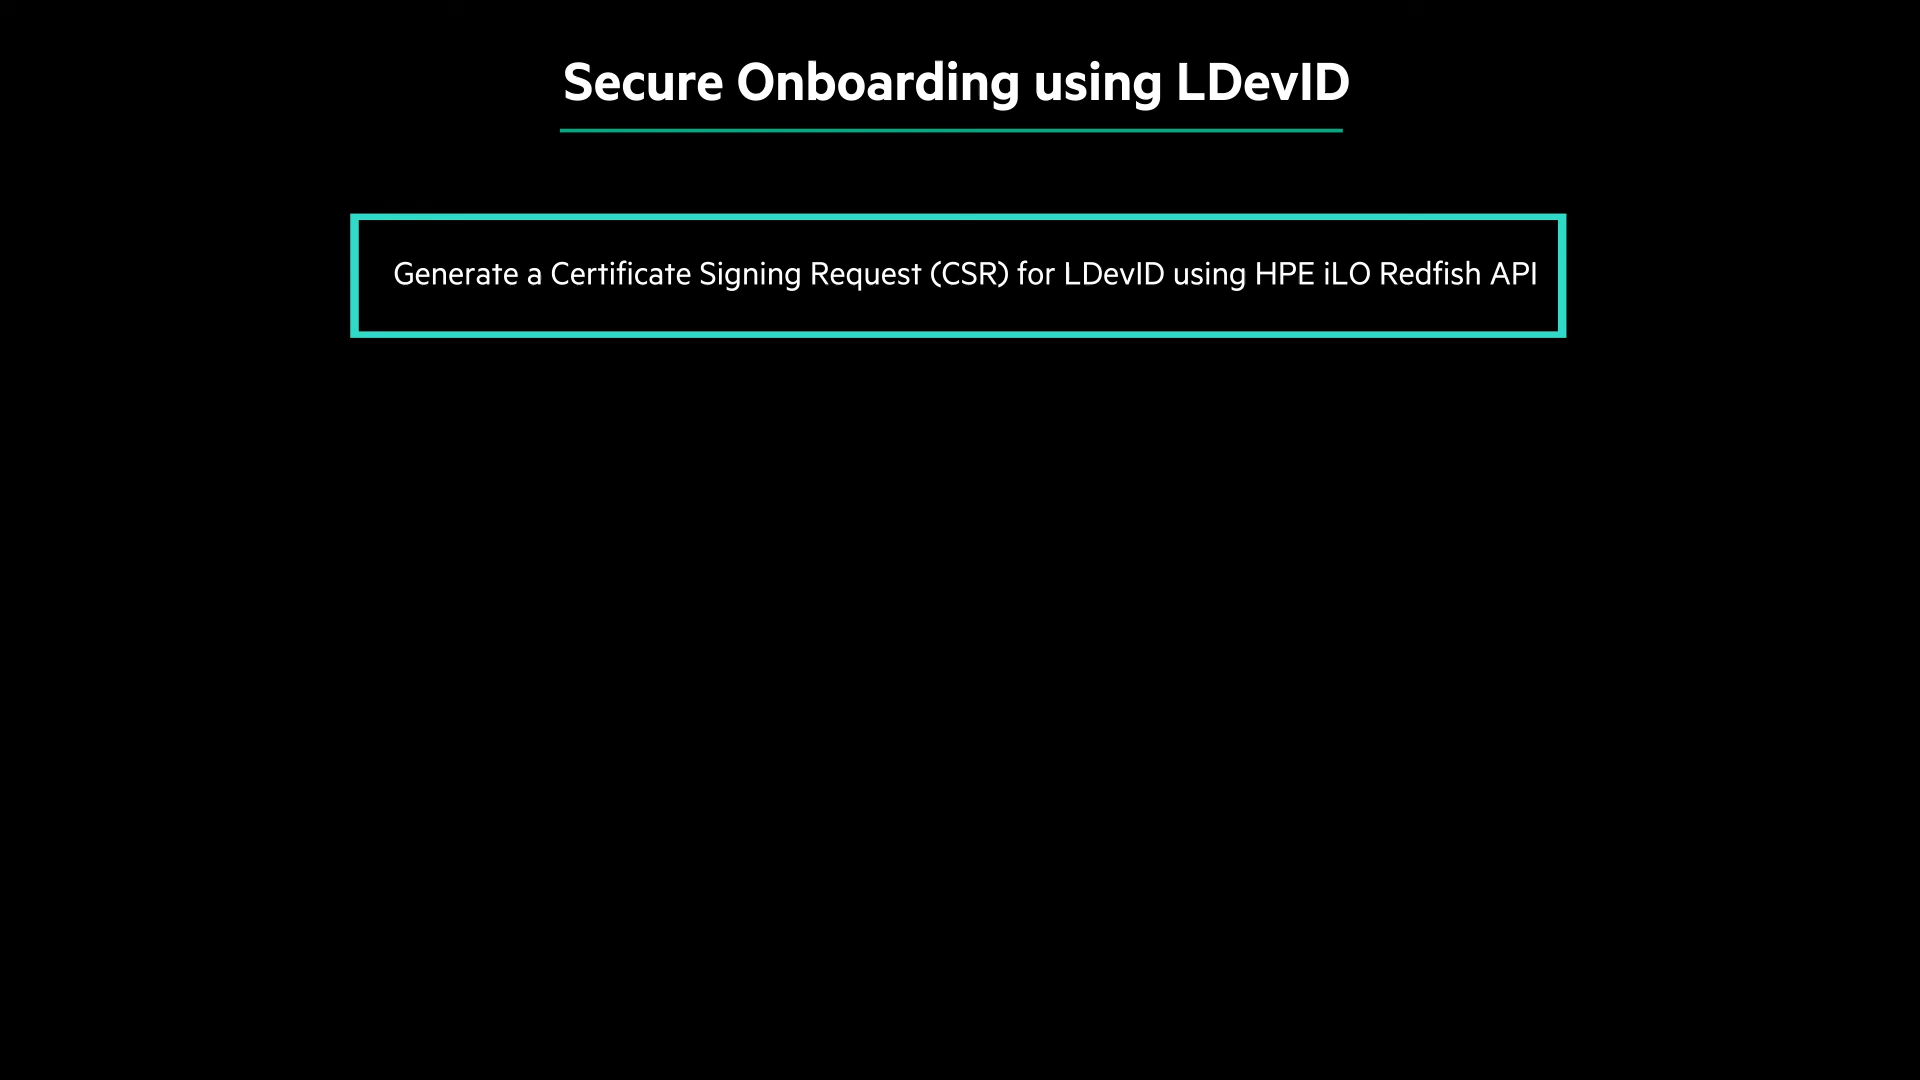 Secure Onboarding using LDevID
Generate a Certificate Signing Request (CSR) for LDevID using HPE iLO Redfish API